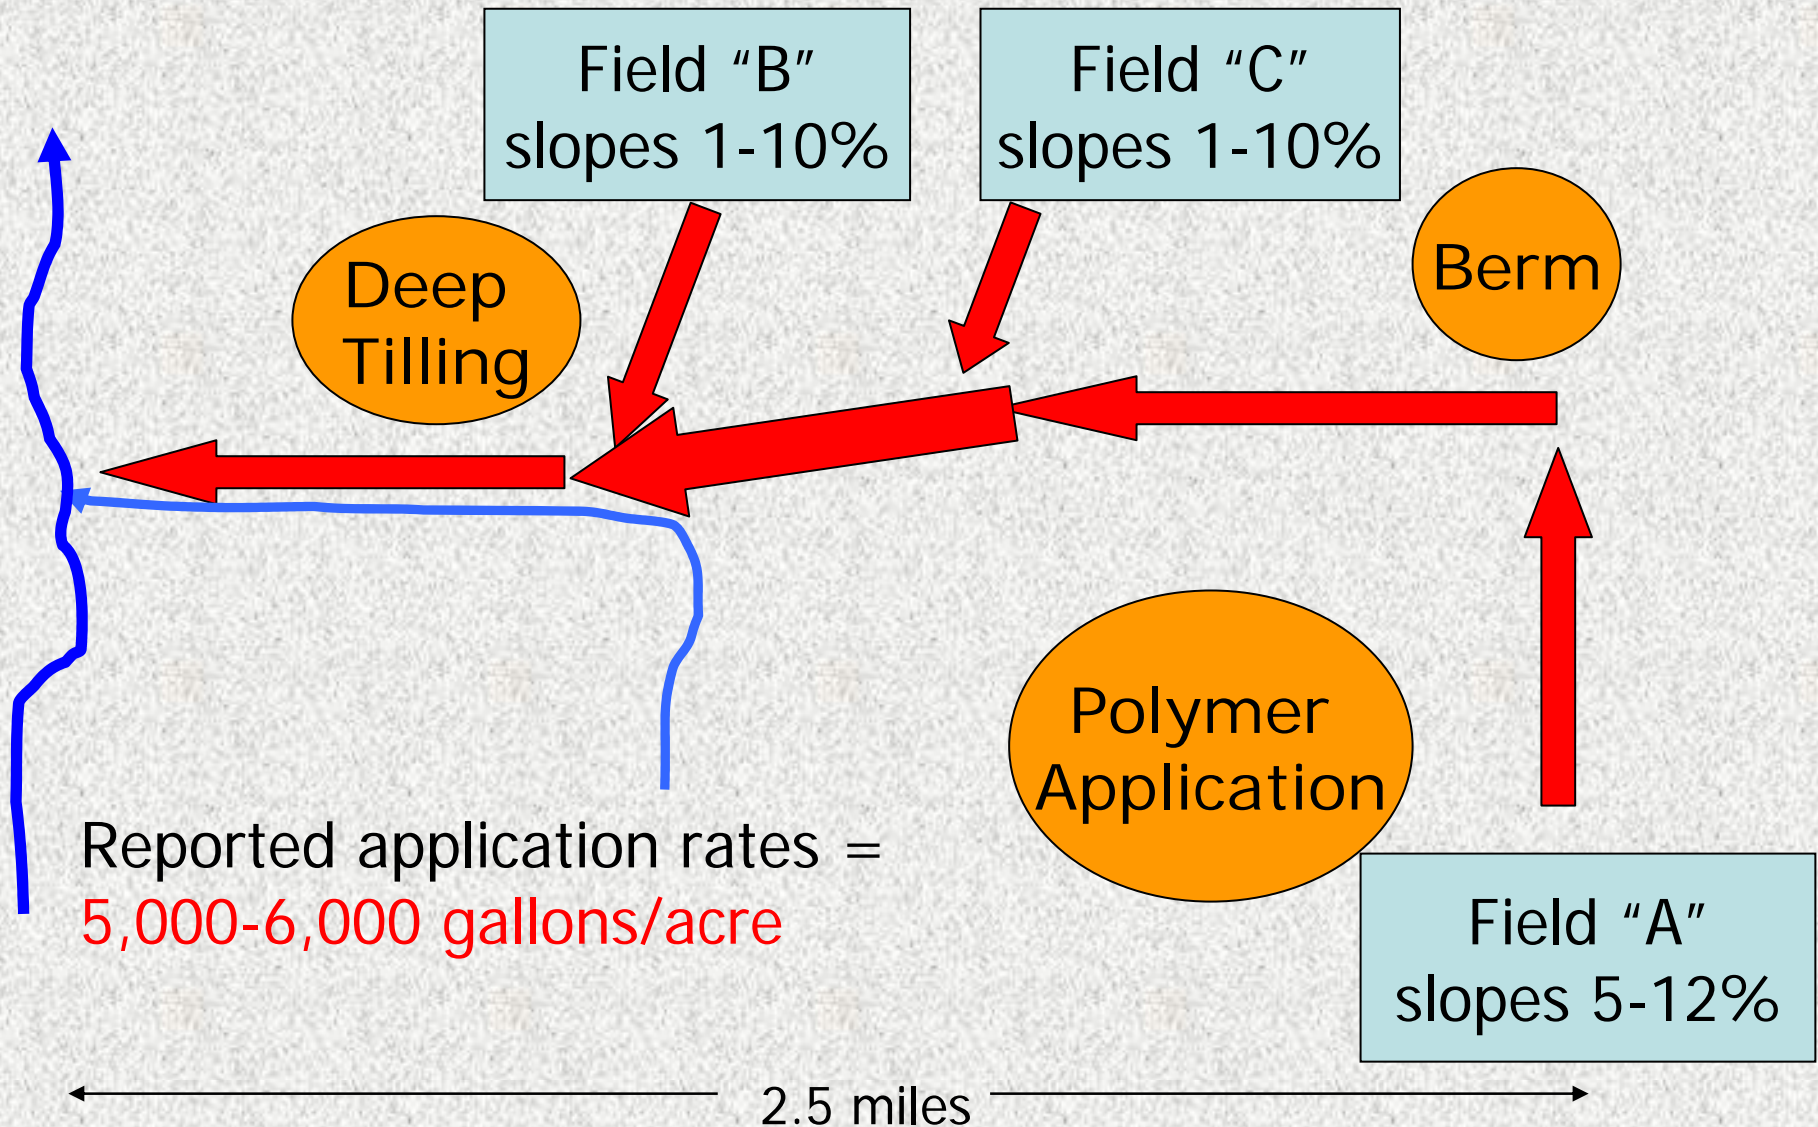 Field “B”
slopes 1-10%
Field “C”
slopes 1-10%
Berm
Deep
Tilling
Polymer
Application
Reported application rates =
5,000-6,000 gallons/acre
Field “A”
slopes 5-12%
2.5 miles